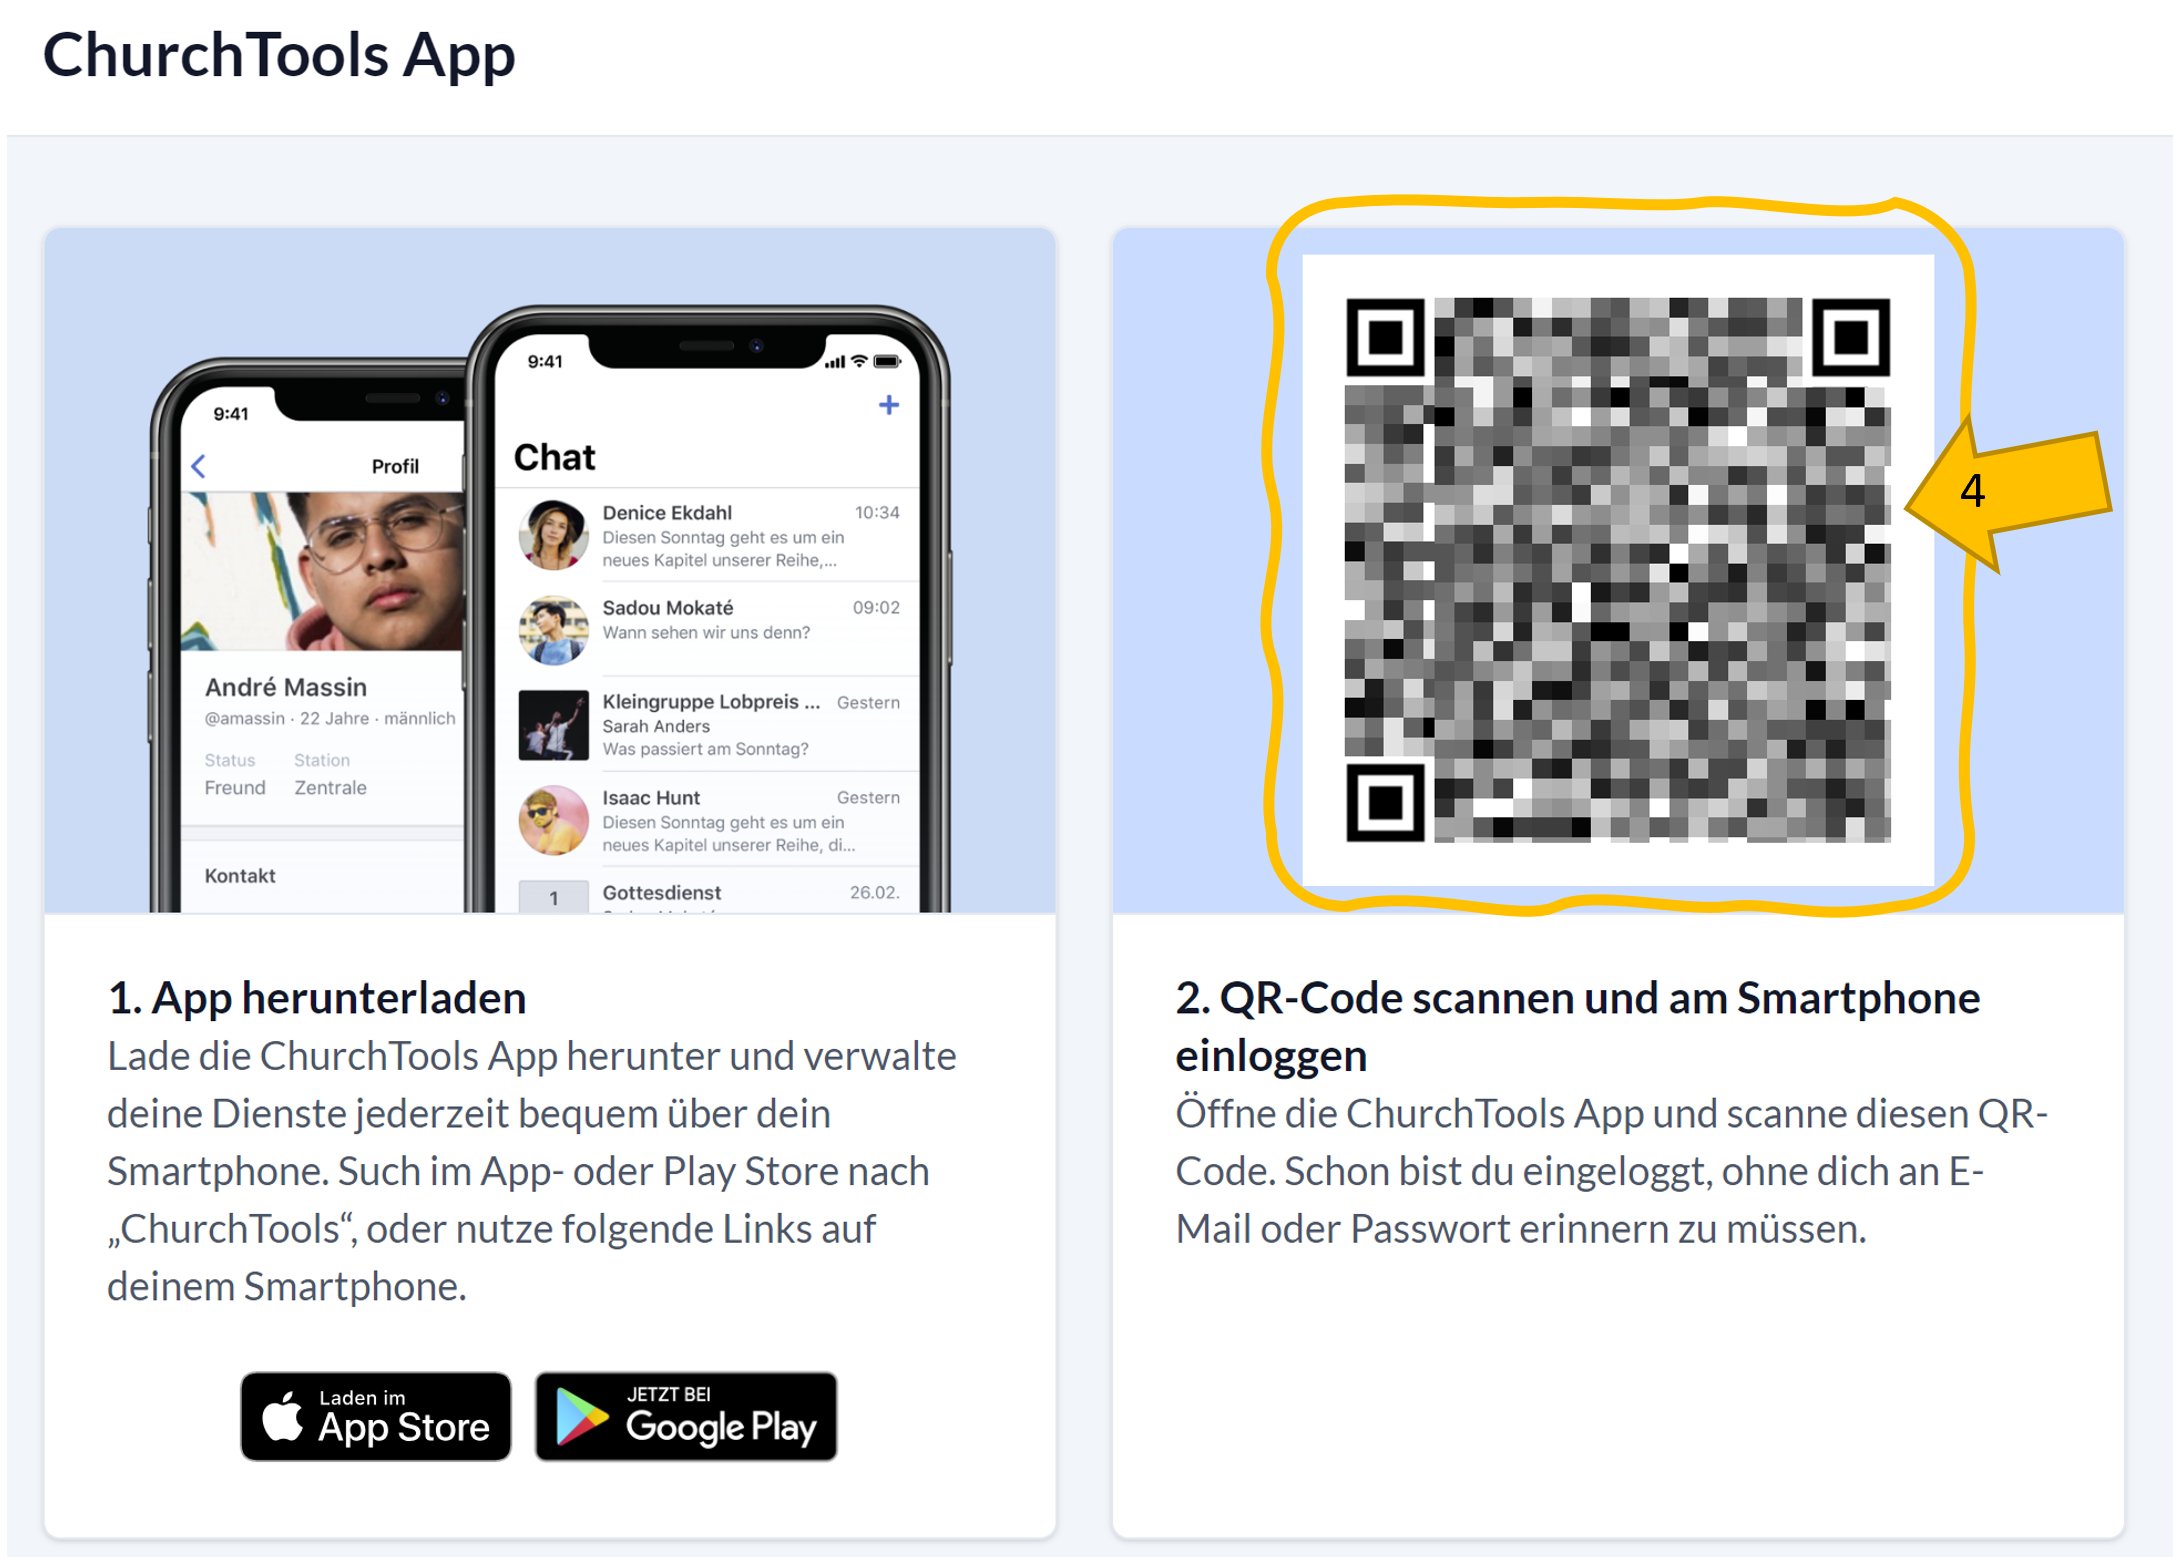 ChurchTools App
9:41
Profil
André Massin
@amassin · 22 Jahre · männlich
Status Station
Freund Zentrale
Kontakt
9:41
Chat
Denice Ekdahl 10:34
Diesen Sonntag geht es um ein
neues Kapitel unserer Reihe,...
Sadou Mokaté 09:02
Wann sehen wir uns denn?
Kleingruppe Lobpreis ... Gestern
Sarah Anders
Was passiert am Sonntag?
Isaac Hunt Gestern
Diesen Sonntag geht es um ein
neues Kapitel unserer Reihe, di...
1 Gottesdienst 26.02.
4
1. App herunterladen
Lade die ChurchTools App herunter und verwalte
deine Dienste jederzeit bequem über dein
Smartphone. Such im App- oder Play Store nach
„ChurchTools“, oder nutze folgende Links auf
deinem Smartphone.
Laden im
App Store
JETZT BEI
Google Play
2. QR-Code scannen und am Smartphone
einloggen
Öffne die ChurchTools App und scanne diesen QR-
Code. Schon bist du eingeloggt, ohne dich an E-
Mail oder Passwort erinnern zu müssen.